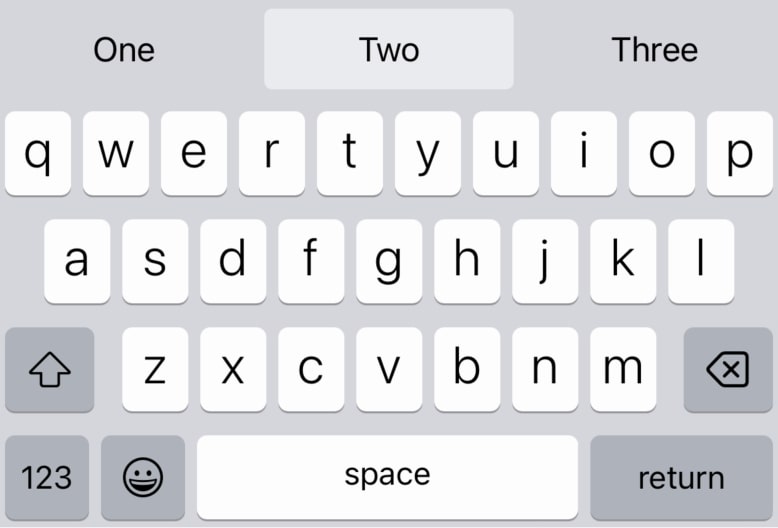 One Two Three
q w e r t y u i o p
a s d f g h j k l
z x c v b n m
123 space return